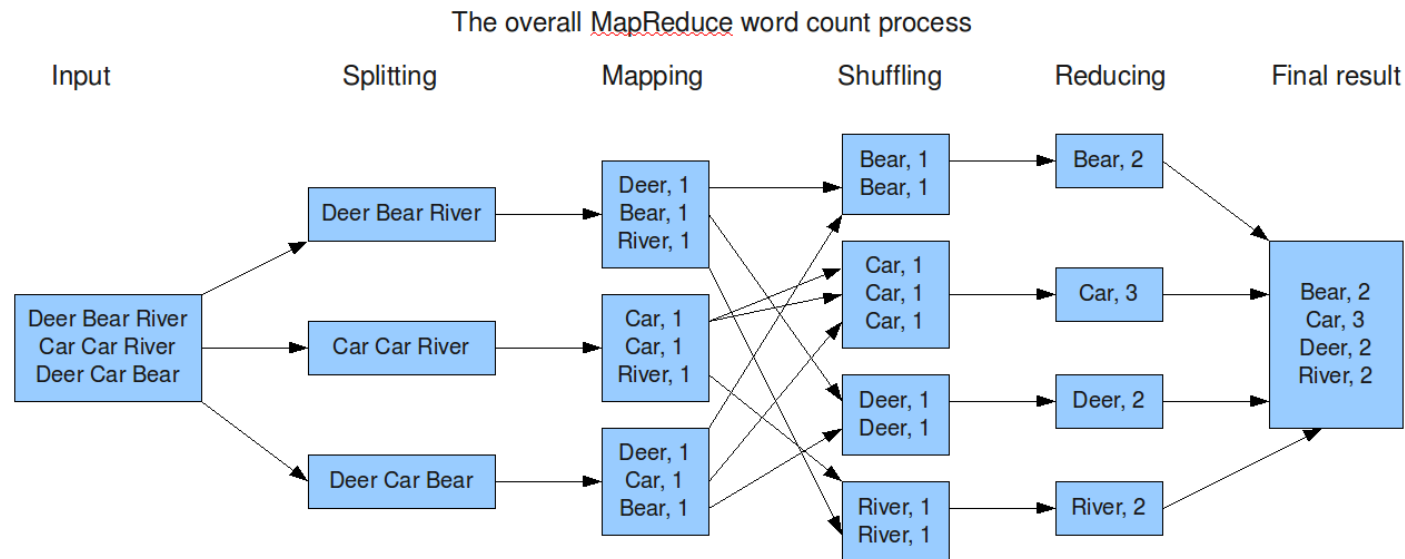 The overall MapReduce word count process
Input
Splitting
Mapping
Shuffling
Reducing
Final result
Deer Bear River
Car Car River
Deer Car Bear
Deer Bear River
Car Car River
Deer Car Bear
Deer, 1
Bear, 1
River, 1
Car, 1
Car, 1
River, 1
Deer, 1
Car, 1
Bear, 1
Bear, 1
Bear, 1
Car, 1
Car, 1
Car, 1
Deer, 1
Deer, 1
River, 1
River, 1
Bear, 2
Car, 3
Deer, 2
River, 2
Bear, 2
Car, 3
Deer, 2
River, 2